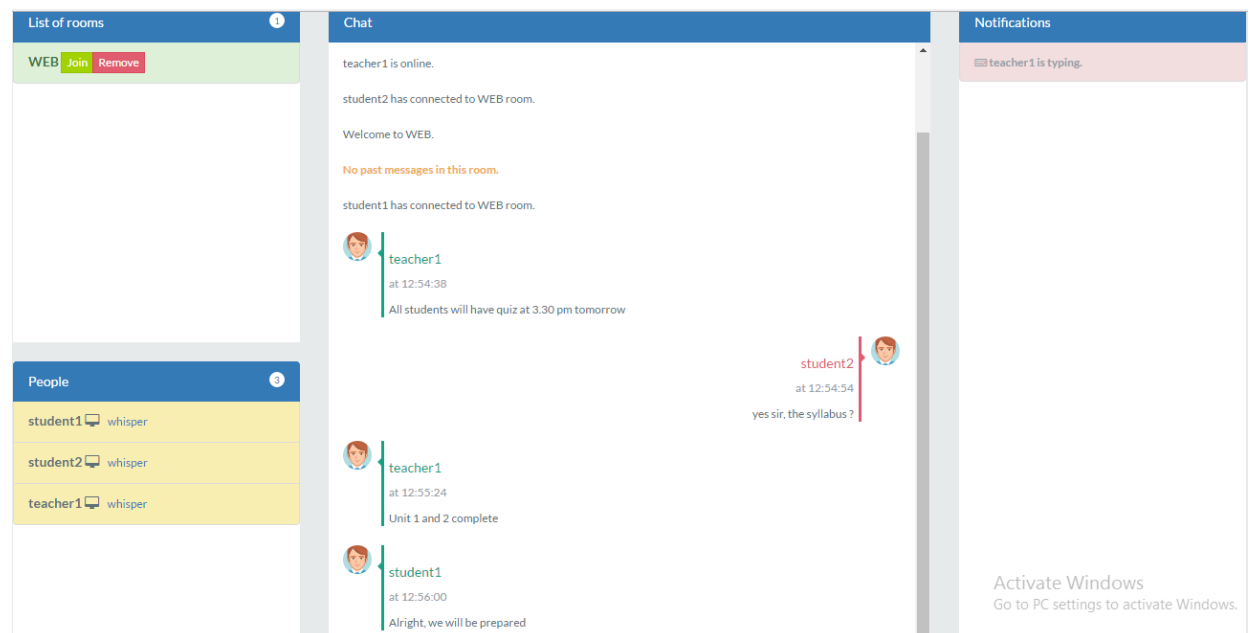 List of rooms 1
WEB Join Remove
People 3
student1 whisper
student2 whisper
teacher1 whisper
Chat
teacher1 is online.
student2 has connected to WEB room.
Welcome to WEB.
No past messages in this room.
student1 has connected to WEB room.
teacher1
at 12:54:38
All students will have quiz at 3.30 pm tomorrow
student2
at 12:54:54
yes sir, the syllabus ?
teacher1
at 12:55:24
Unit 1 and 2 complete
student1
at 12:56:00
Alright, we will be prepared
Notifications
teacher1 is typing.
Activate Windows
Go to PC settings to activate Windows.